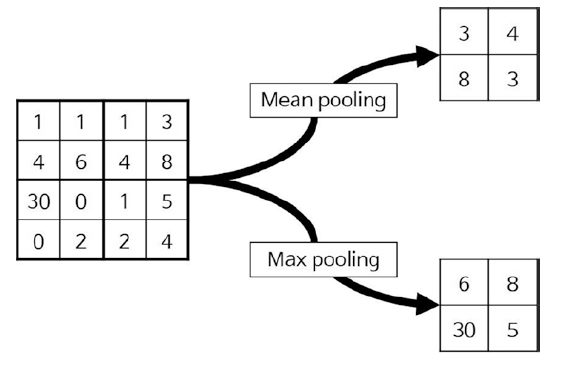 3 4
8 3
Mean pooling
1 1 1 3
4 6 4 8
30 0 1 5
0 2 2 4
Max pooling
6 8
30 5